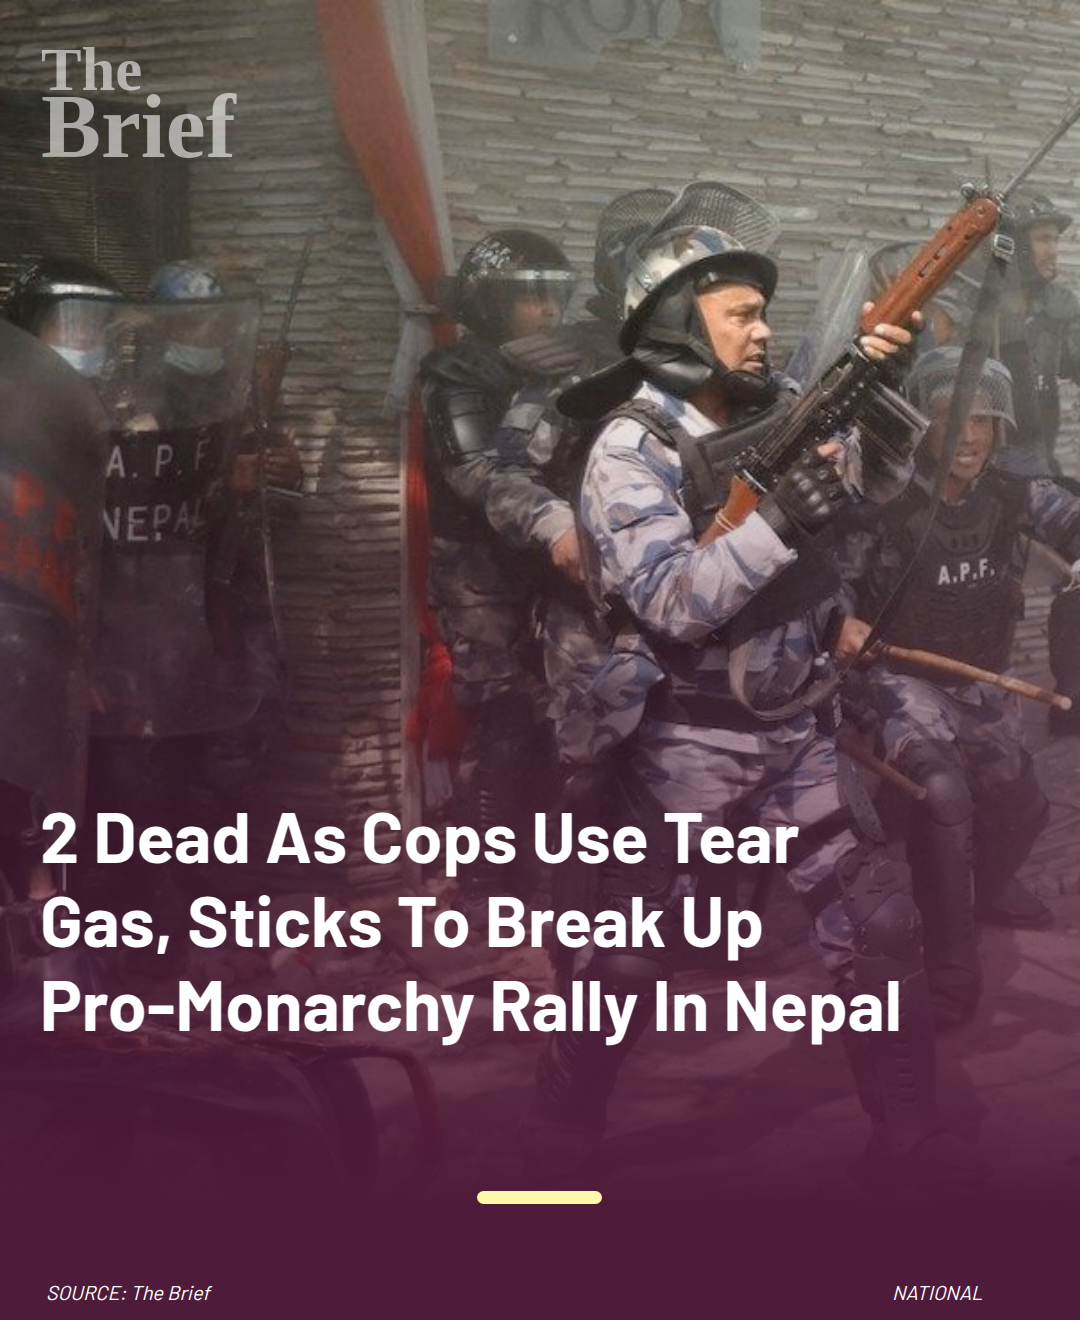 The
Brief
A. P. F.
NEPAL
A.P.F.
2 Dead As Cops Use Tear
Gas, Sticks To Break Up
Pro-Monarchy Rally In Nepal
SOURCE: The Brief
NATIONAL